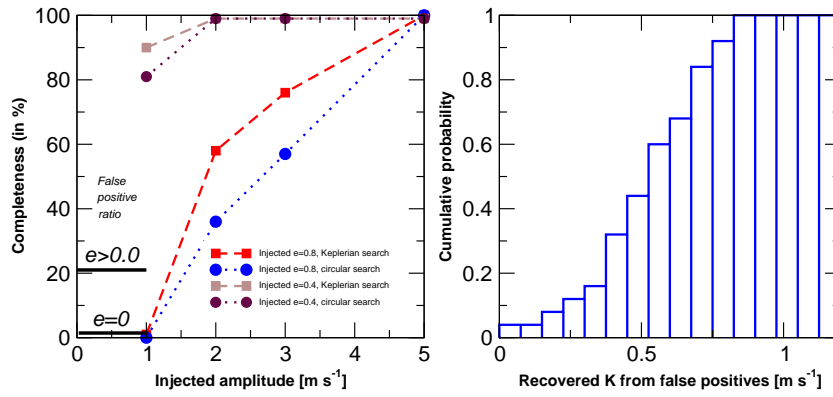 100
80
60
40
20
0
Completeness (in %)
False
positive
ratio
e>0.0
e=0
Injected e=0.8, Keplerian search
Injected e=0.8, circular search
Injected e=0.4, Keplerian search
Injected e=0.4, circular search
0 1 2 3 4 5
Injected amplitude [m s⁻¹]
1
0.8
0.6
0.4
0.2
0
Cumulative probability
0 0.5 1
Recovered K from false positives [m s⁻¹]